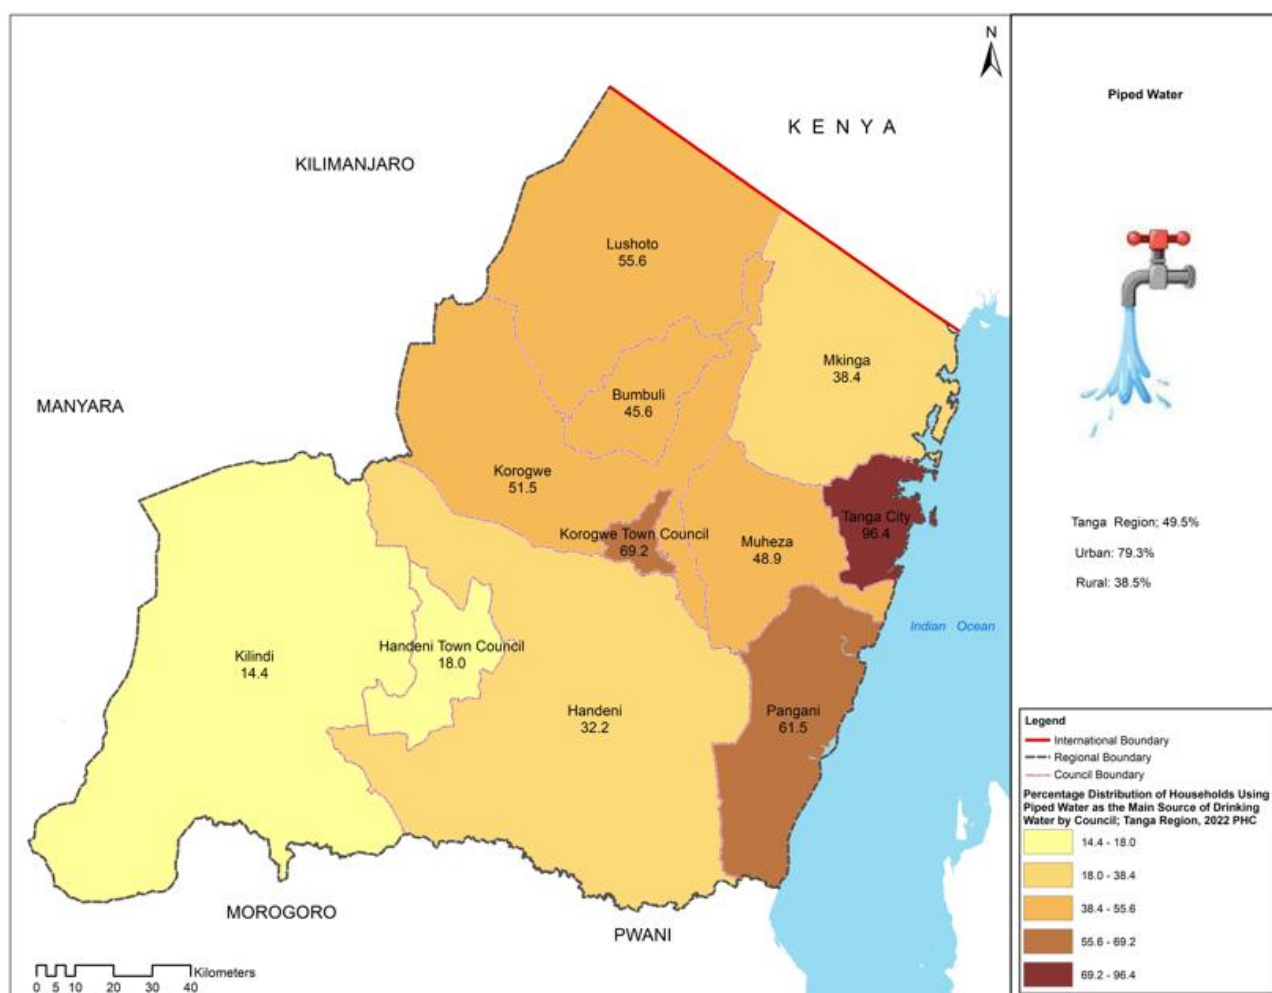 N
Piped Water
KENYA
KILIMANJARO
Lushoto
55.6
Mkinga
38.4
Bumbuli
45.6
MANYARA
Korogwe
51.5
Tanga City
96.4
Korogwe Town Council
69.2
Muheza
48.9
Tanga Region; 49.5%
Urban: 79.3%
Rural: 38.5%
Indian Ocean
Handeni Town Council
18.0
Kilindi
14.4
Handeni
32.2
Pangani
61.5
Legend
International Boundary
Regional Boundary
Council Boundary
Percentage Distribution of Households Using
Piped Water as the Main Source of Drinking
Water by Council; Tanga Region, 2022 PHC
14.4 - 18.0
18.0 - 38.4
38.4 - 55.6
55.6 - 69.2
69.2 - 96.4
MOROGORO
PWANI
Kilometers
0 5 10 20 30 40